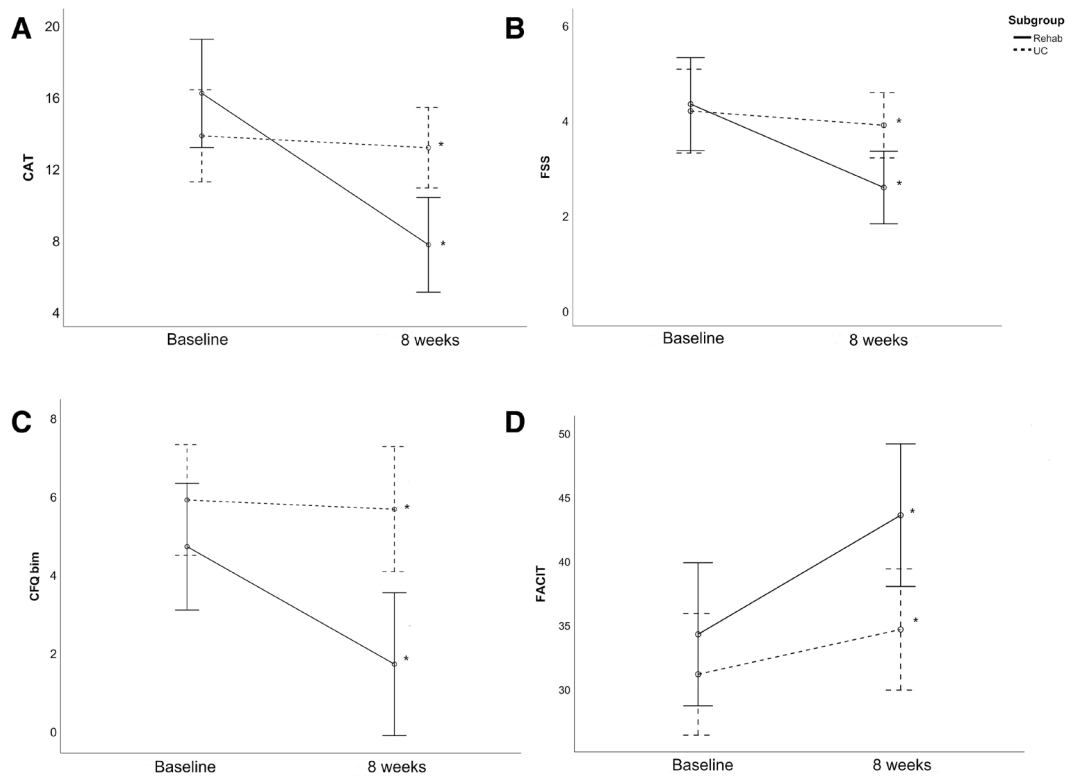 A
20
16
12
8
4
CAT
*
*
Baseline
8 weeks
B
6
4
2
0
FSS
*
*
Baseline
8 weeks
Subgroup
Rehab
UC
C
8
6
4
2
0
CFQ bim
*
*
Baseline
8 weeks
D
50
45
40
35
30
FACIT
*
*
Baseline
8 weeks